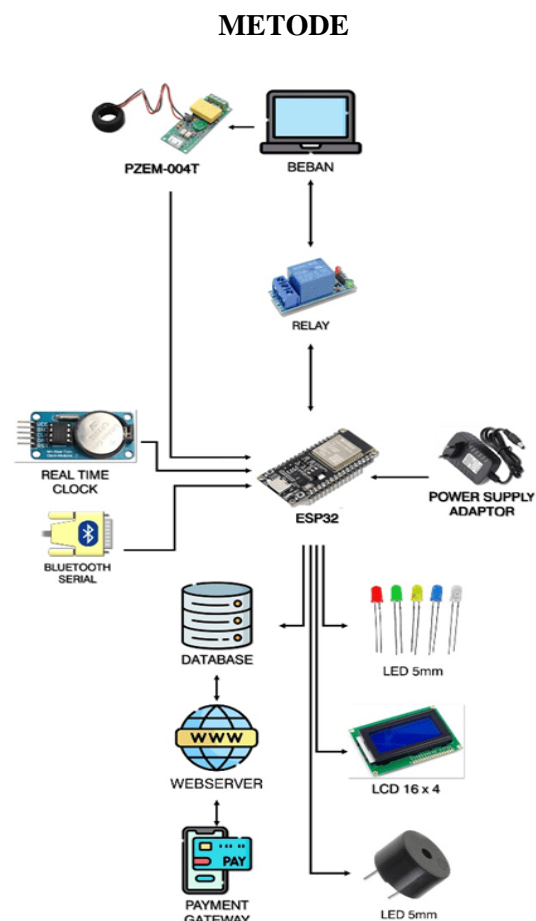 METODE
PZEM-004T
BEBAN
RELAY
REAL TIME
CLOCK
ESP32
POWER SUPPLY
ADAPTOR
BLUETOOTH
SERIAL
DATABASE
LED 5mm
WWW
WEBSERVER
LCD 16 x 4
PAY
PAYMENT
GATEWAY
LED 5mm